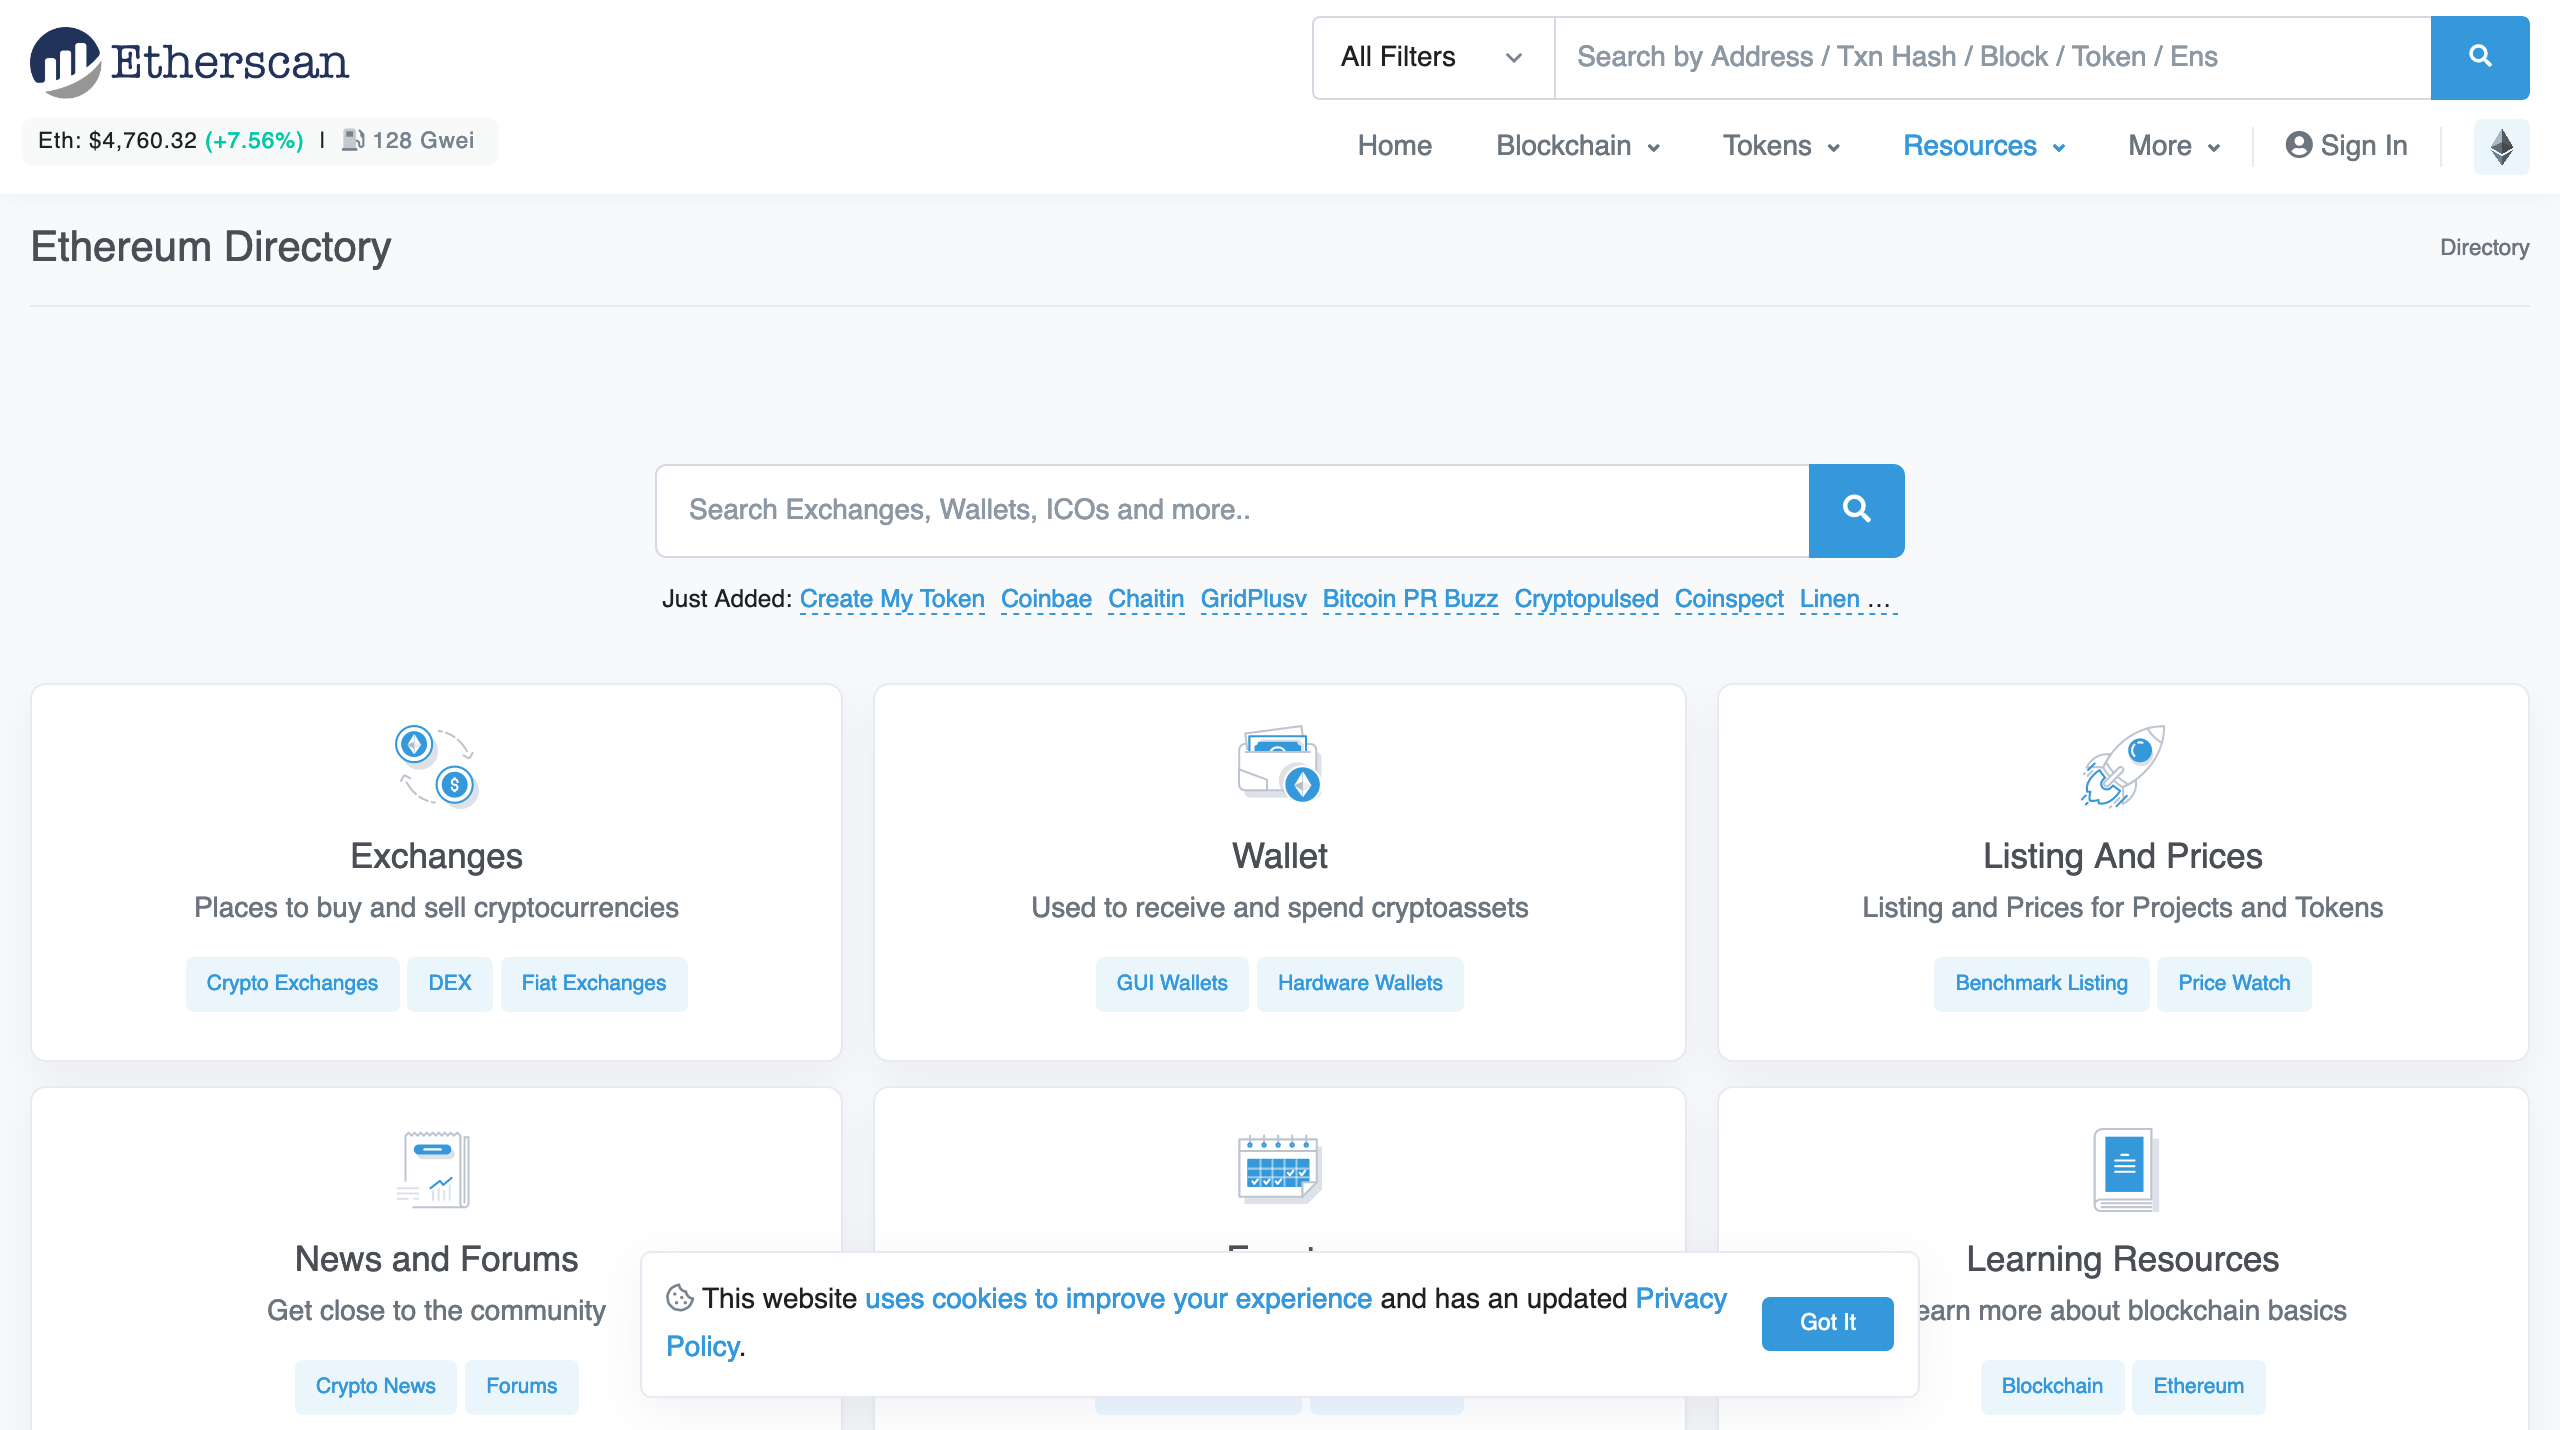 Etherscan
All Filters
Search by Address / Txn Hash / Block / Token / Ens
Eth: $4,760.32 (+7.56%) | 128 Gwei
Home Blockchain Tokens Resources More Sign In
Ethereum Directory
Directory
Search Exchanges, Wallets, ICOs and more..
Just Added: Create My Token Coinbae Chaitin GridPlusv Bitcoin PR Buzz Cryptopulsed Coinspect Linen ...
Exchanges
Places to buy and sell cryptocurrencies
Crypto Exchanges DEX Fiat Exchanges
Wallet
Used to receive and spend cryptoassets
GUI Wallets Hardware Wallets
Listing And Prices
Listing and Prices for Projects and Tokens
Benchmark Listing Price Watch
News and Forums
Get close to the community
Crypto News Forums
Learning Resources
earn more about blockchain basics
Blockchain Ethereum
This website uses cookies to improve your experience and has an updated Privacy
Policy.
Got It